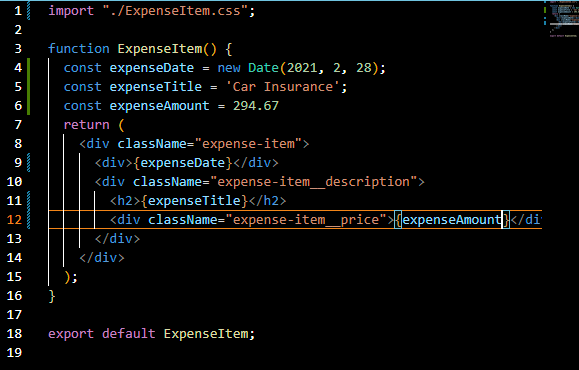 1 import "./ExpenseItem.css";
2
3 function ExpenseItem() {
4 const expenseDate = new Date(2021, 2, 28);
5 const expenseTitle = 'Car Insurance';
6 const expenseAmount = 294.67
7 return (
8 <div className="expense-item">
9 <div>{expenseDate}</div>
10 <div className="expense-item__description">
11 <h2>{expenseTitle}</h2>
12 <div className="expense-item__price">{expenseAmount}</di
13 </div>
14 </div>
15 );
16 }
17
18 export default ExpenseItem;
19